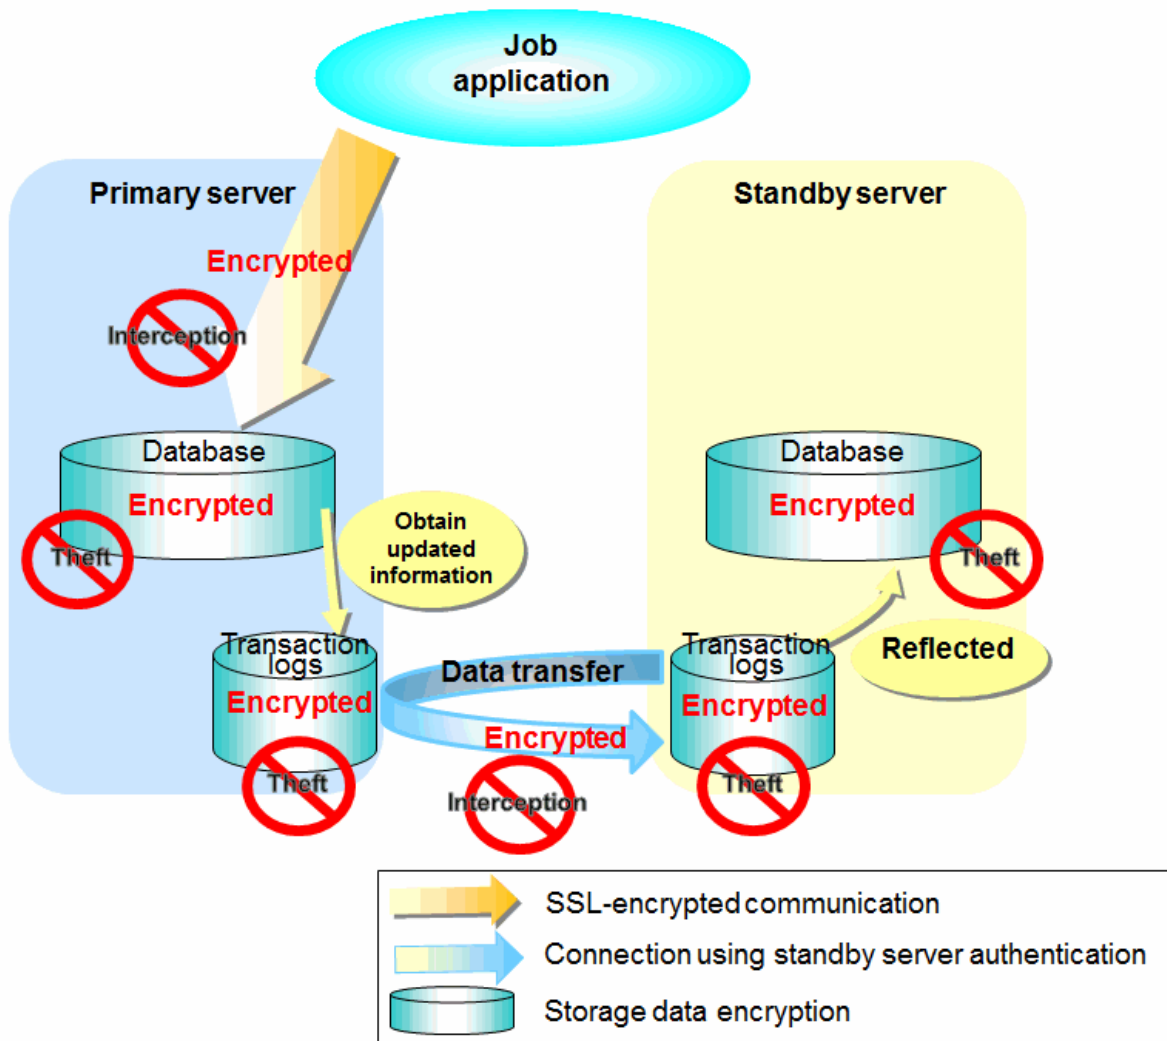 Job
application
Primary server
Standby server
Encrypted
Interception
Database
Encrypted
Theft
Obtain
updated
information
Database
Encrypted
Theft
Transaction
logs
Encrypted
Theft
Data transfer
Encrypted
Interception
Transaction
logs
Encrypted
Theft
Reflected
SSL-encrypted communication
Connection using standby server authentication
Storage data encryption